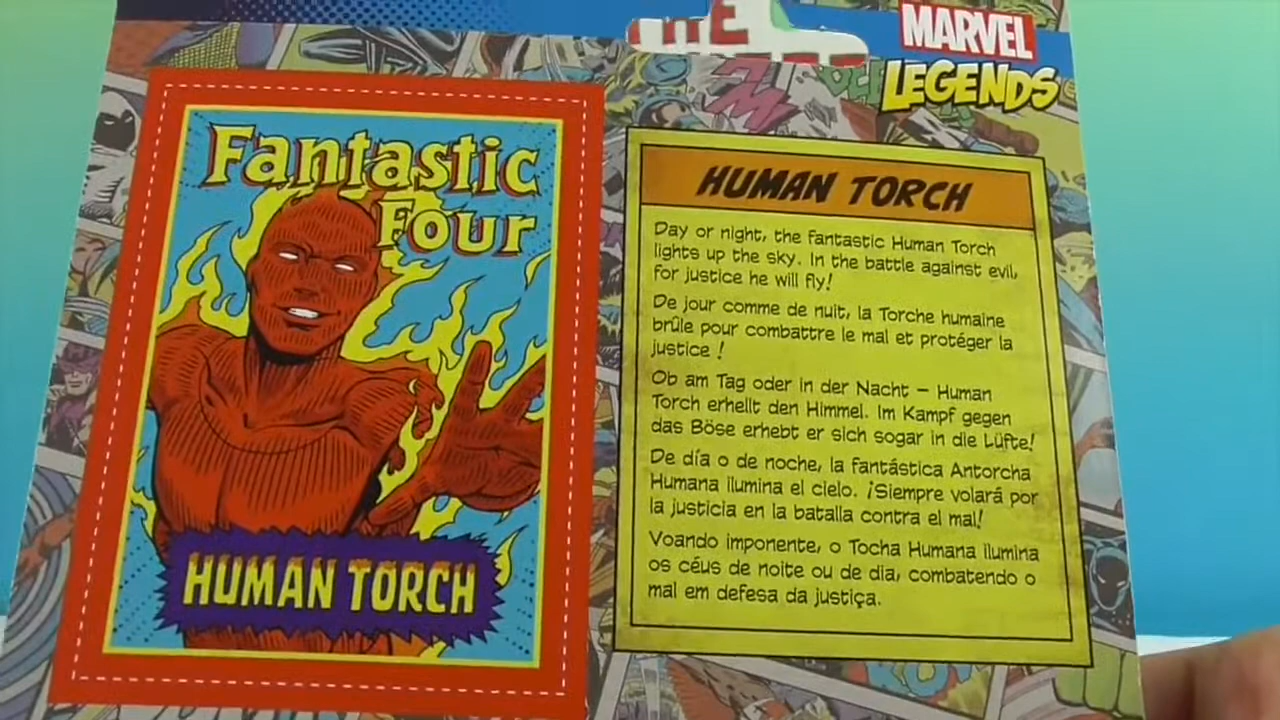 THE
MARVEL
LEGENDS
Fantastic
Four
HUMAN TORCH
HUMAN TORCH
Day or night, the fantastic Human Torch
lights up the sky. In the battle against evil,
for justice he will fly!
De jour comme de nuit, la Torche humaine
brûle pour combattre le mal et protéger la
justice !
Ob am Tag oder in der Nacht – Human
Torch erhellt den Himmel. Im Kampf gegen
das Böse erhebt er sich sogar in die Lüfte!
De día o de noche, la fantástica Antorcha
Humana ilumina el cielo. ¡Siempre volará por
la justicia en la batalla contra el mal!
Voando imponente, o Tocha Humana ilumina
os céus de noite ou de dia, combatendo o
mal em defesa da justiça.